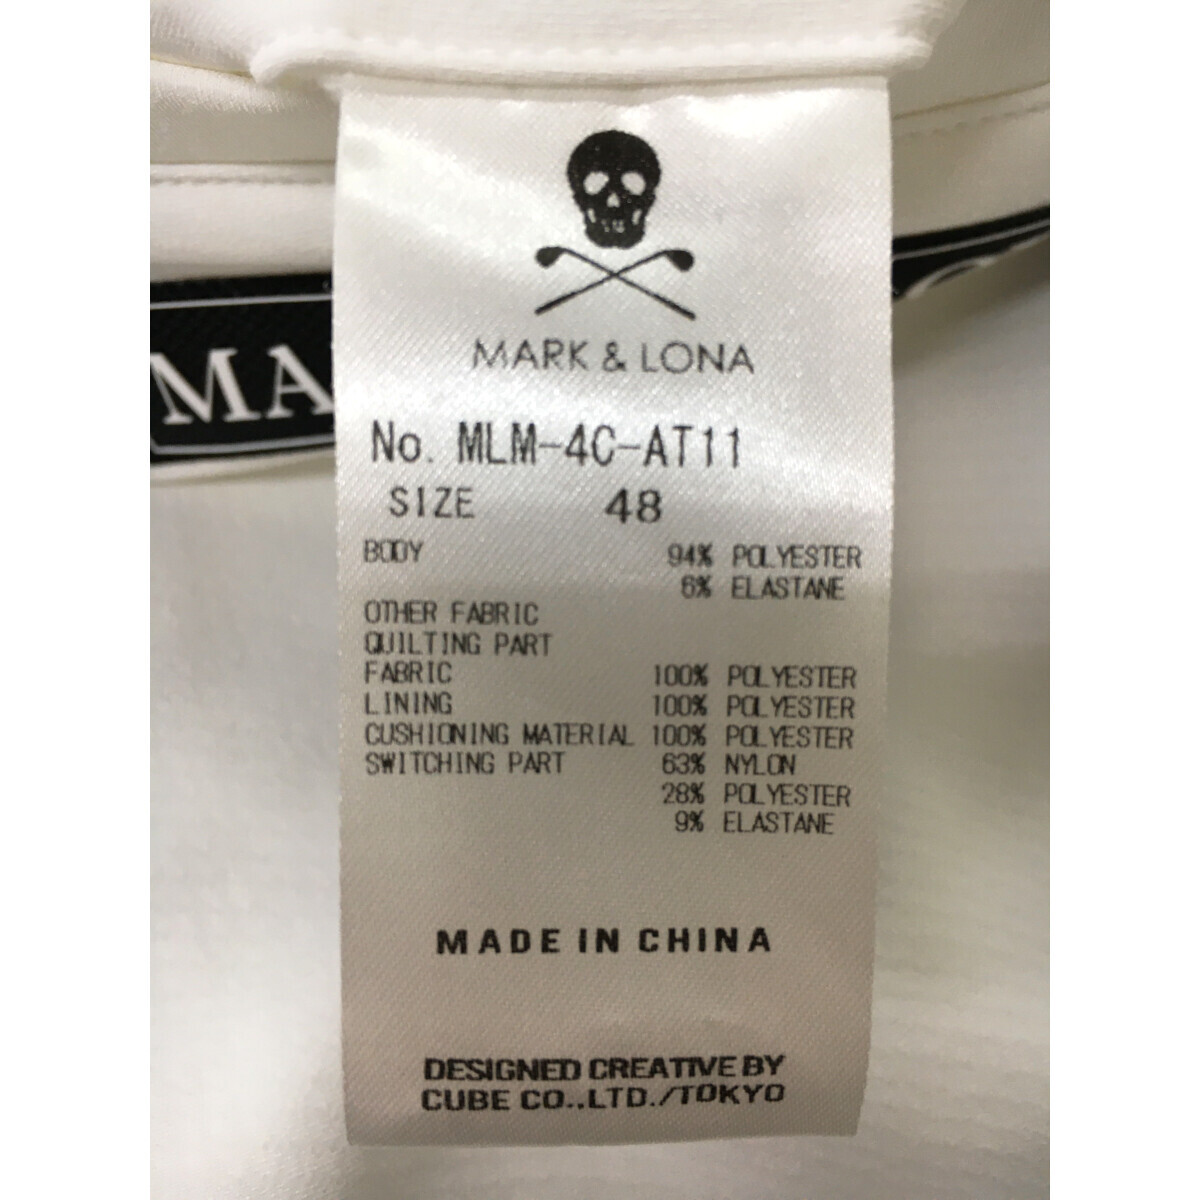 MARK & LONA
MA
No. MLM-4C-AT11
SIZE 48
BODY 94% POLYESTER
6% ELASTANE
OTHER FABRIC
QUILTING PART
FABRIC 100% POLYESTER
LINING 100% POLYESTER
CUSHIONING MATERIAL 100% POLYESTER
SWITCHING PART 63% NYLON
28% POLYESTER
9% ELASTANE
MADE IN CHINA
DESIGNED CREATIVE BY
CUBE CO.,LTD./TOKYO